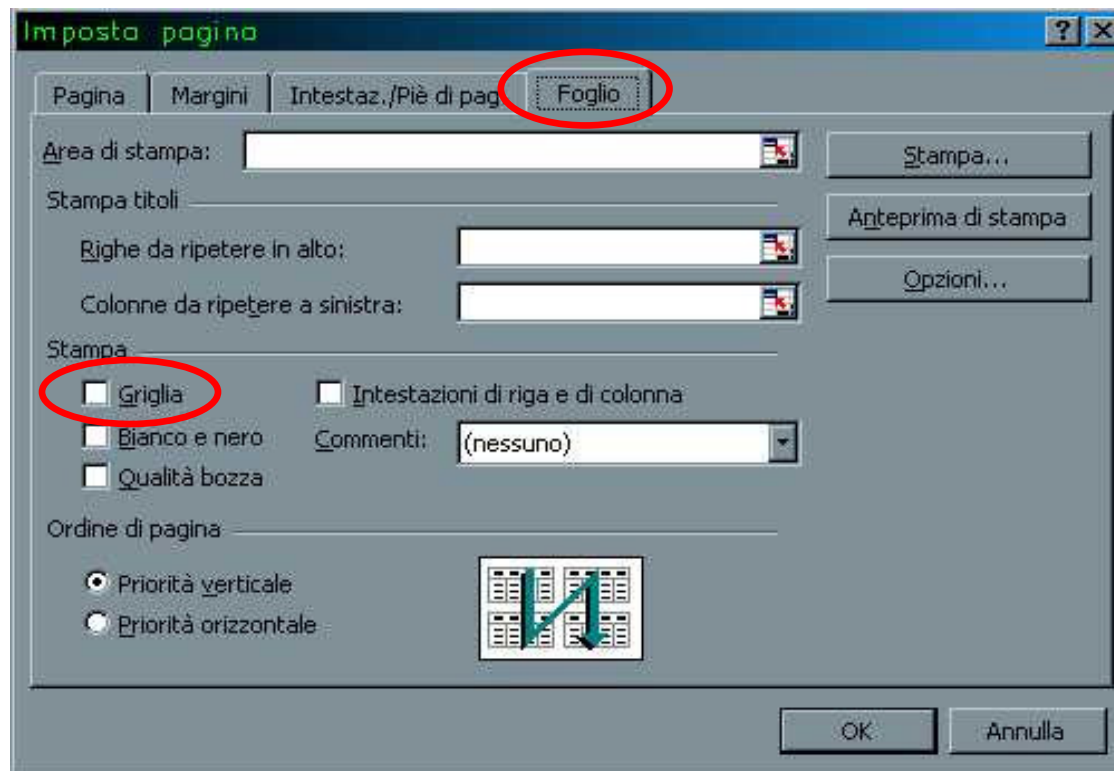 Imposta pagina
Pagina Margini Intestaz./Piè di pag. Foglio
Area di stampa: Stampa...
Stampa titoli
Anteprima di stampa
Righe da ripetere in alto:
Opzioni...
Colonne da ripetere a sinistra:
Stampa
Griglia Intestazioni di riga e di colonna
Bianco e nero Commenti: (nessuno)
Qualità bozza
Ordine di pagina
Priorità verticale
Priorità orizzontale
OK Annulla